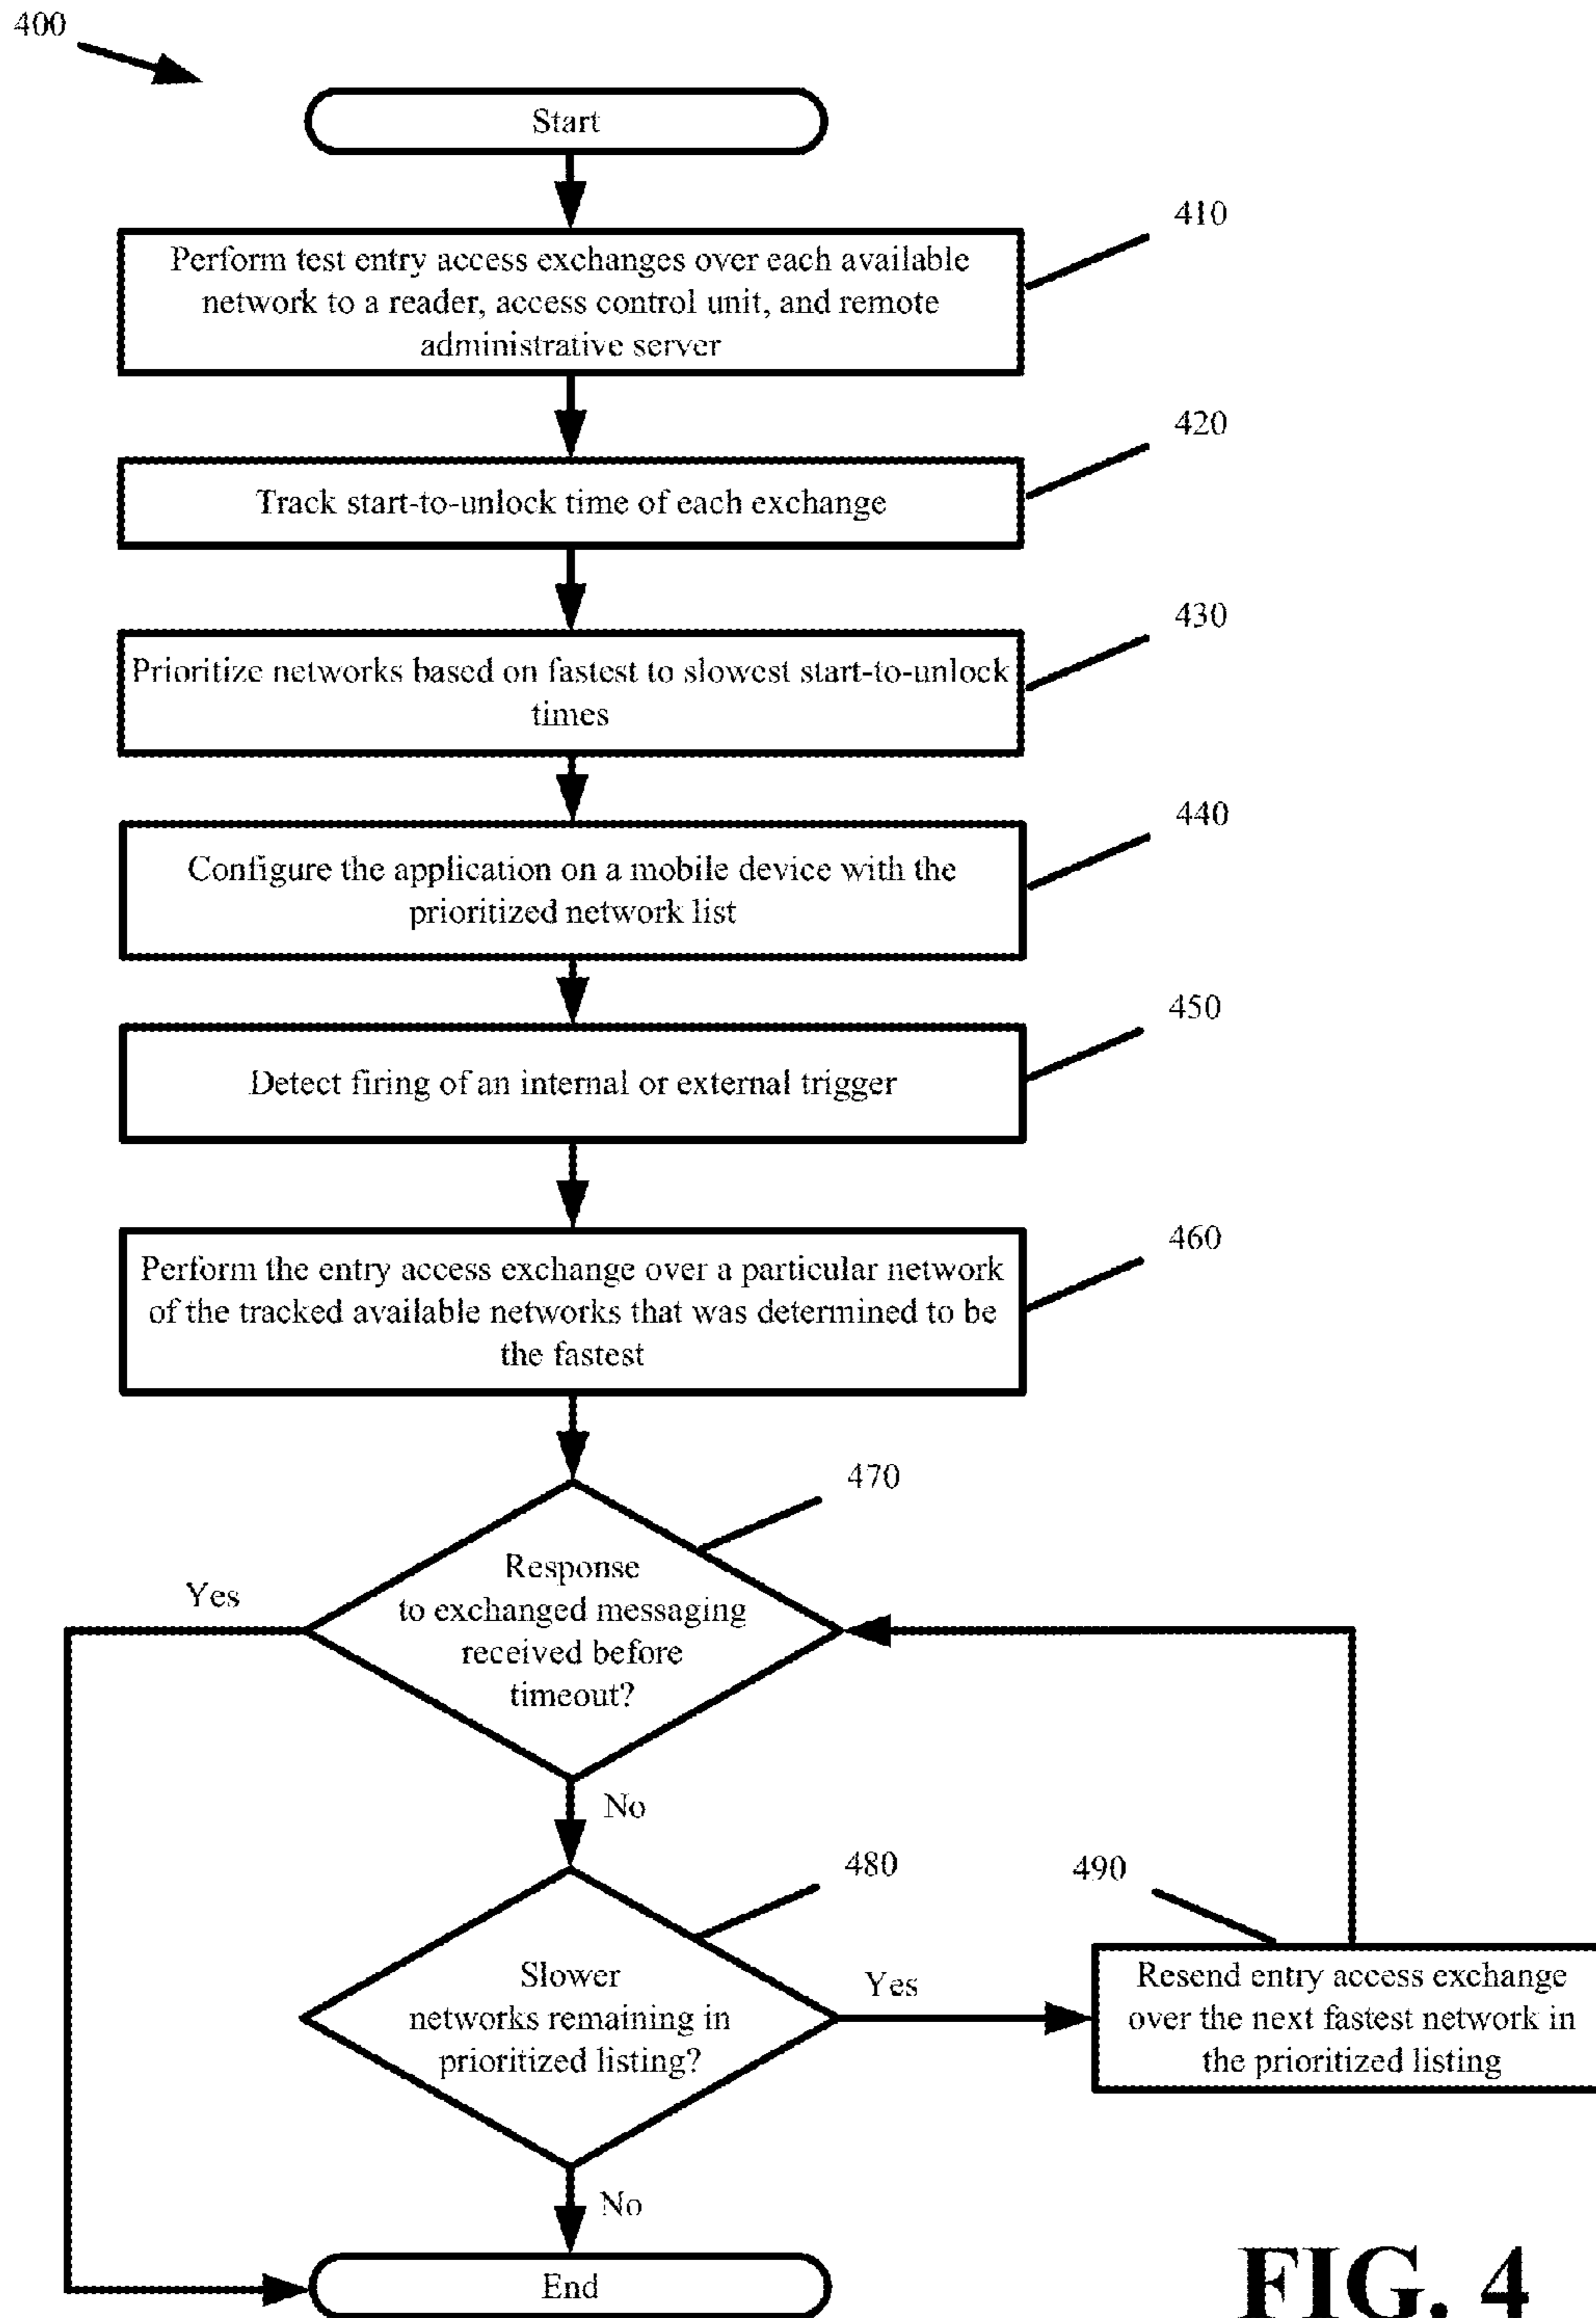 400
Start
410
Perform test entry access exchanges over each available
network to a reader, access control unit, and remote
administrative server
420
Track start-to-unlock time of each exchange
430
Prioritize networks based on fastest to slowest start-to-unlock
times
440
Configure the application on a mobile device with the
prioritized network list
450
Detect firing of an internal or external trigger
460
Perform the entry access exchange over a particular network
of the tracked available networks that was determined to be
the fastest
470
Response
to exchanged messaging
received before
timeout?
Yes
No
480
Slower
networks remaining in
prioritized listing?
Yes
490
Resend entry access exchange
over the next fastest network in
the prioritized listing
No
End
FIG. 4